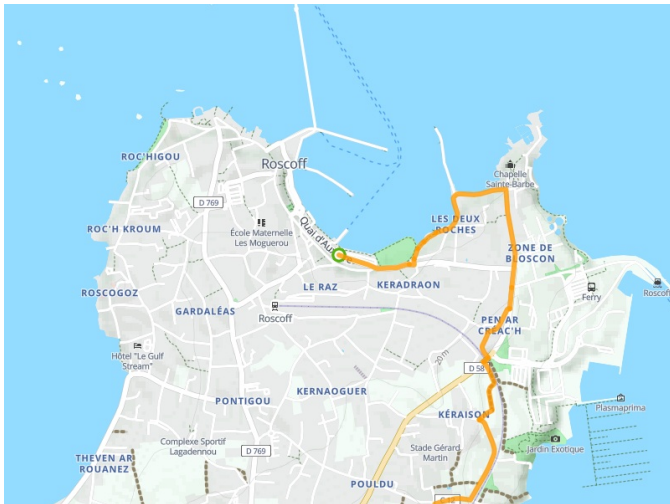 ROC'HIGOU
Roscoff
Chapelle
Sainte-Barbe
D 769
ROC'H KROUM
École Maternelle
Les Moguerou
Quai d'Au
LES DEUX
ROCHES
ZONE DE
BLOSCON
ROSCOGOZ
LE RAZ
KERADRAON
Ferry
Rosco
GARDALÉAS
Roscoff
PEN AR
CREAC'H
Hôtel "Le Gulf
Stream"
20 m
D 58
KERNAOGUER
PONTIGOU
KÉRAISON
Plasmaprima
Complexe Sportif
Lagadennou
D 769
Stade Gérard
Martin
Jardin Exotique
THEVEN AR
ROUANEZ
POULDU